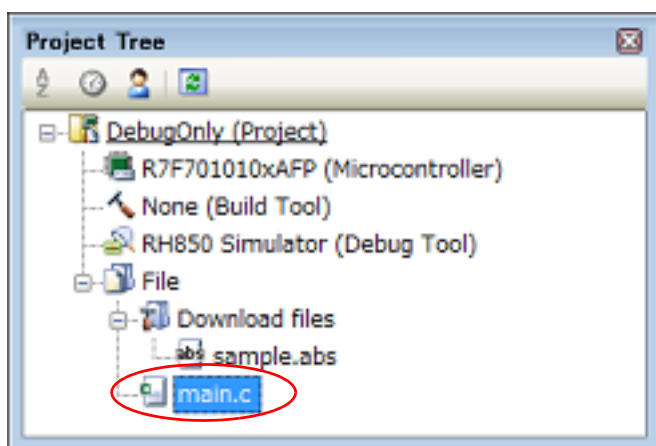 Project Tree
DebugOnly (Project)
R7F701010xAFP (Microcontroller)
None (Build Tool)
RH850 Simulator (Debug Tool)
File
Download files
abs sample.abs
main.c